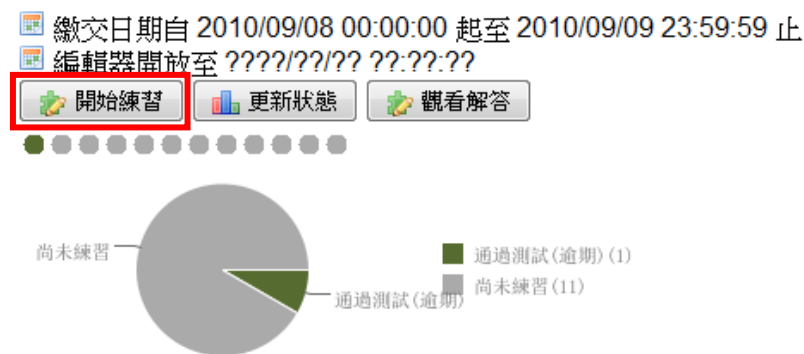 繳交日期自 2010/09/08 00:00:00 起至 2010/09/09 23:59:59 止
編輯器開放至 ????/??/?? ??:??:??
開始練習 更新狀態 觀看解答
尚未練習
通過測試(逾期)
通過測試(逾期)(1)
尚未練習(11)